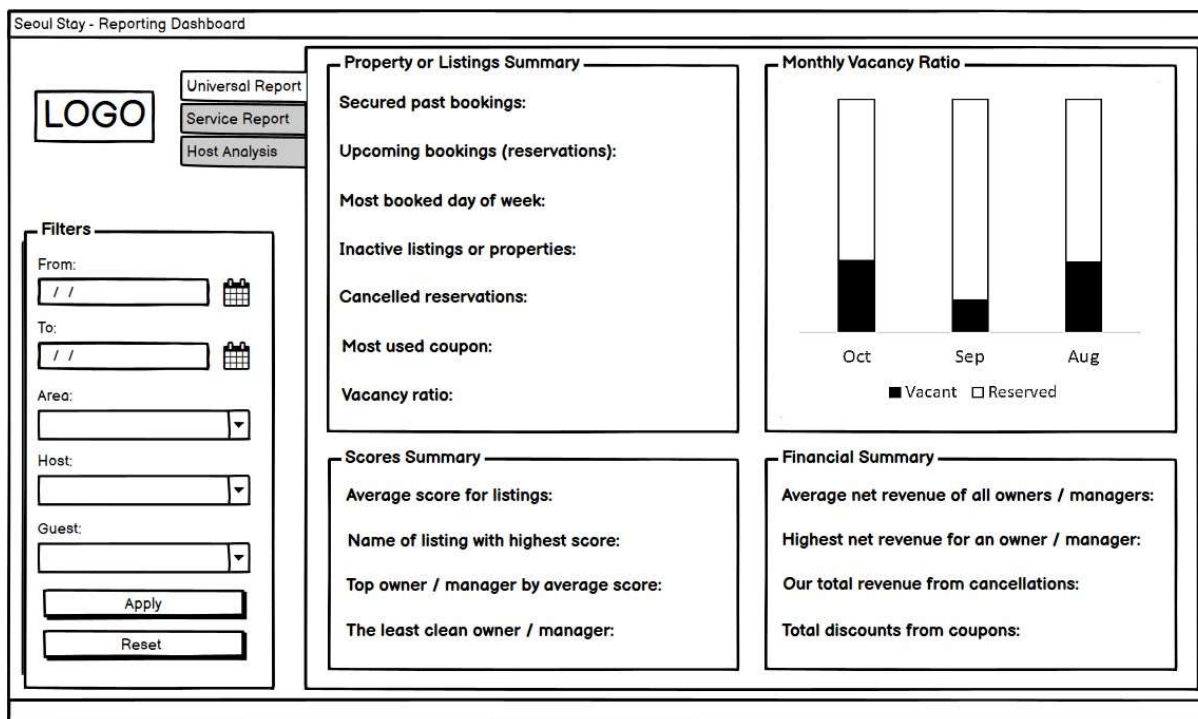 Seoul Stay - Reporting Dashboard
LOGO
Universal Report
Service Report
Host Analysis
Filters
From:
/ /
To:
/ /
Area:
Host:
Guest:
Apply
Reset
Property or Listings Summary
Secured past bookings:
Upcoming bookings (reservations):
Most booked day of week:
Inactive listings or properties:
Cancelled reservations:
Most used coupon:
Vacancy ratio:
Monthly Vacancy Ratio
Oct Sep Aug
Vacant Reserved
Scores Summary
Average score for listings:
Name of listing with highest score:
Top owner / manager by average score:
The least clean owner / manager:
Financial Summary
Average net revenue of all owners / managers:
Highest net revenue for an owner / manager:
Our total revenue from cancellations:
Total discounts from coupons: